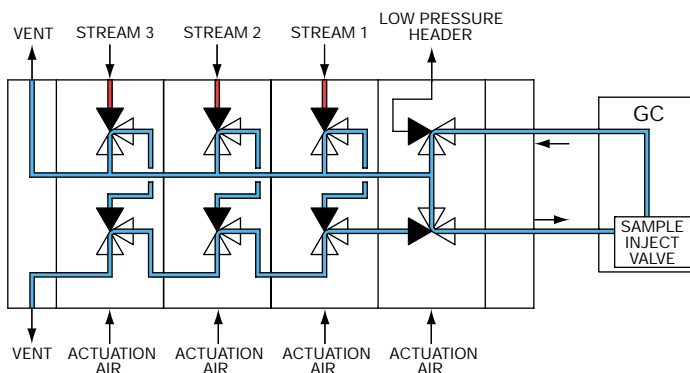 VENT
STREAM 3
STREAM 2
STREAM 1
LOW PRESSURE
HEADER
GC
SAMPLE
INJECT
VALVE
VENT
ACTUATION
AIR
ACTUATION
AIR
ACTUATION
AIR
ACTUATION
AIR